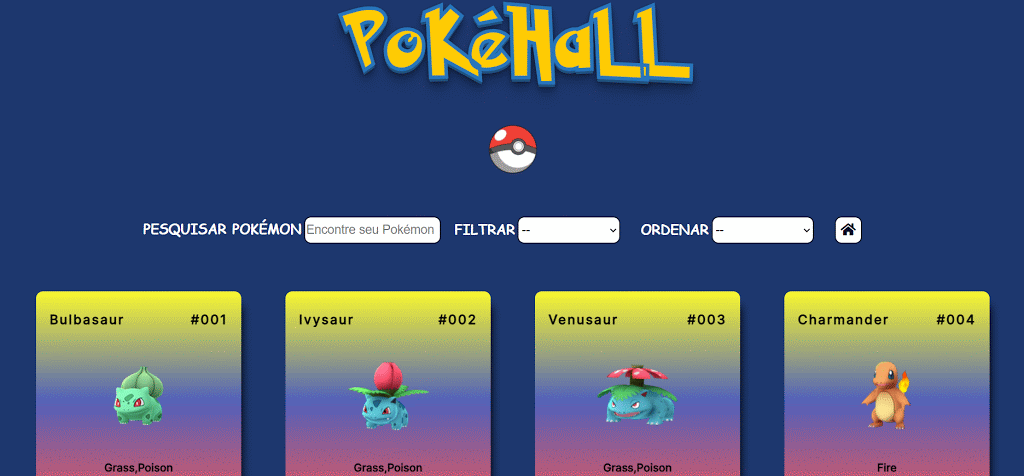 PoKéHaLL
PESQUISAR POKÉMON Encontre seu Pokémon FILTRAR -- ORDENAR --
Bulbasaur #001 Ivysaur #002 Venusaur #003 Charmander #004
Grass,Poison Grass,Poison Grass,Poison Fire